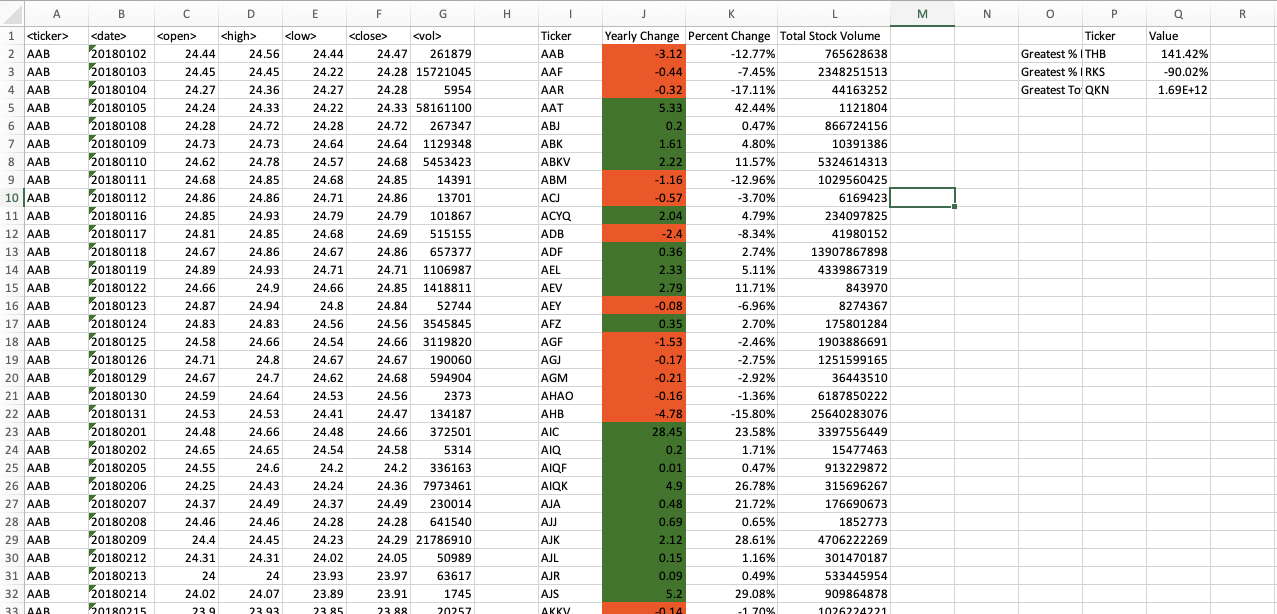 A B C D E F G H I J K L M N O P Q R
1 <ticker> <date> <open> <high> <low> <close> <vol> Ticker Yearly Change Percent Change Total Stock Volume Ticker Value
2 AAB 20180102 24.44 24.56 24.44 24.47 261879 AAB -3.12 -12.77% 765628638 Greatest % I THB 141.42%
3 AAB 20180103 24.45 24.45 24.22 24.28 15721045 AAF -0.44 -7.45% 2348251513 Greatest % I RKS -90.02%
4 AAB 20180104 24.27 24.36 24.27 24.28 5954 AAR -0.32 -17.11% 44163252 Greatest To QKN 1.69E+12
5 AAB 20180105 24.24 24.33 24.22 24.33 58161100 AAT 5.33 42.44% 1121804
6 AAB 20180108 24.28 24.72 24.28 24.72 267347 ABJ 0.2 0.47% 866724156
7 AAB 20180109 24.73 24.73 24.64 24.64 1129348 ABK 1.61 4.80% 10391386
8 AAB 20180110 24.62 24.78 24.57 24.68 5453423 ABKV 2.22 11.57% 5324614313
9 AAB 20180111 24.68 24.85 24.68 24.85 14391 ABM -1.16 -12.96% 1029560425
10 AAB 20180112 24.86 24.86 24.71 24.86 13701 ACJ -0.57 -3.70% 6169423
11 AAB 20180116 24.85 24.93 24.79 24.79 101867 ACYQ 2.04 4.79% 234097825
12 AAB 20180117 24.81 24.85 24.68 24.69 515155 ADB -2.4 -8.34% 41980152
13 AAB 20180118 24.67 24.86 24.67 24.86 657377 ADF 0.36 2.74% 13907867898
14 AAB 20180119 24.89 24.93 24.71 24.71 1106987 AEL 2.33 5.11% 4339867319
15 AAB 20180122 24.66 24.9 24.66 24.85 1418811 AEV 2.79 11.71% 843970
16 AAB 20180123 24.87 24.94 24.8 24.84 52744 AEY -0.08 -6.96% 8274367
17 AAB 20180124 24.83 24.83 24.56 24.56 3545845 AFZ 0.35 2.70% 175801284
18 AAB 20180125 24.58 24.66 24.54 24.66 3119820 AGF -1.53 -2.46% 1903886691
19 AAB 20180126 24.71 24.8 24.67 24.67 190060 AGJ -0.17 -2.75% 1251599165
20 AAB 20180129 24.67 24.7 24.62 24.68 594904 AGM -0.21 -2.92% 36443510
21 AAB 20180130 24.59 24.64 24.53 24.56 2373 AHAO -0.16 -1.36% 6187850222
22 AAB 20180131 24.53 24.53 24.41 24.47 134187 AHB -4.78 -15.80% 25640283076
23 AAB 20180201 24.48 24.66 24.48 24.66 372501 AIC 28.45 23.58% 3397556449
24 AAB 20180202 24.65 24.65 24.54 24.58 5314 AIQ 0.2 1.71% 15477463
25 AAB 20180205 24.55 24.6 24.2 24.2 336163 AIQF 0.01 0.47% 913229872
26 AAB 20180206 24.25 24.43 24.24 24.36 7973461 AIQK 4.9 26.78% 315696267
27 AAB 20180207 24.37 24.49 24.37 24.49 230014 AJA 0.48 21.72% 176690673
28 AAB 20180208 24.46 24.46 24.28 24.28 641540 AJJ 0.69 0.65% 1852773
29 AAB 20180209 24.4 24.45 24.23 24.29 21786910 AJK 2.12 28.61% 4706222269
30 AAB 20180212 24.31 24.31 24.02 24.05 50989 AJL 0.15 1.16% 301470187
31 AAB 20180213 24 24 23.93 23.97 63617 AJR 0.09 0.49% 533445954
32 AAB 20180214 24.02 24.07 23.89 23.91 1745 AJS 5.2 29.08% 909864878
33 AAB 20180215 23.9 23.93 23.85 23.88 20257 AKKV -0.14 -1.70% 1026224221